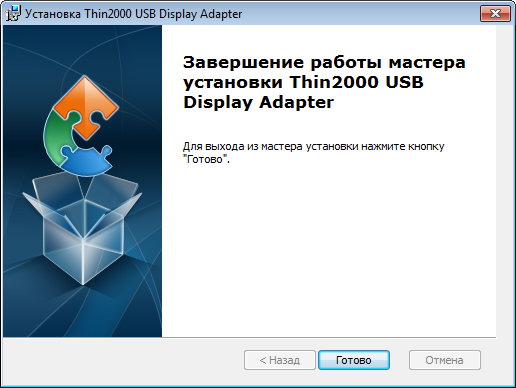 Установка Thin2000 USB Display Adapter
Завершение работы мастера
установки Thin2000 USB
Display Adapter
Для выхода из мастера установки нажмите кнопку
"Готово".
< Назад
Готово
Отмена